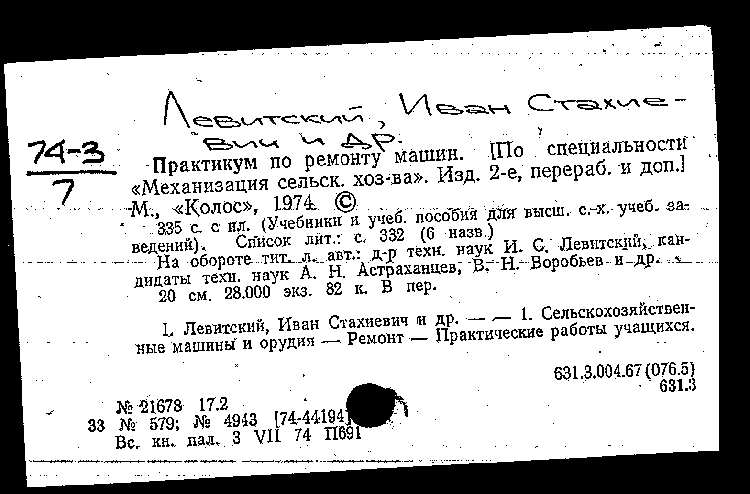 Левитский, Иван Стахие-
вич и др.
74-3
7
Практикум по ремонту машин. [По специальности
«Механизация сельск. хоз-ва». Изд. 2-е, перераб. и доп.]
М., «Колос», 1974. ©
335 с. с ил. (Учебники и учеб. пособия для высш. с.-х. учеб. за-
ведений). Список лит.: с. 332 (6 назв.)
На обороте тит. л. авт.: д-р техн. наук И. С. Левитский, кан-
дидаты техн. наук А. Н. Астраханцев, В. Н. Воробьев и др.
20 см. 28.000 экз. 82 к. В пер.
1. Левитский, Иван Стахиевич и др. — — 1. Сельскохозяйствен-
ные машины и орудия — Ремонт — Практические работы учащихся.
631.3.004.67(076.5)
631.3
№ 21678 17.2
33 № 579; № 4943 [74-44194]
Вс. кн. пал. 3 VII 74 П691